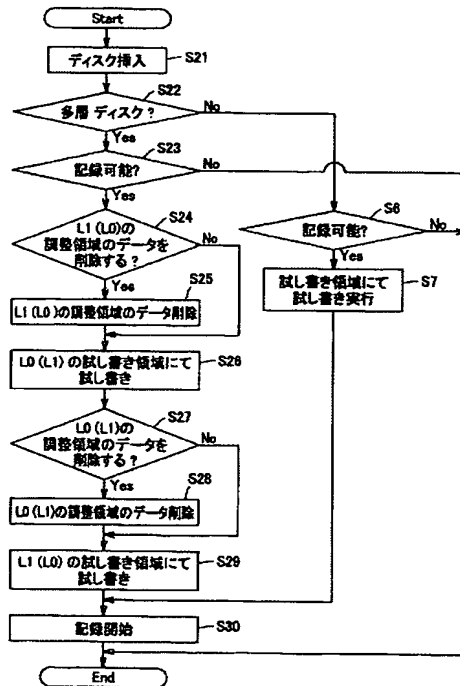 Start
ディスク挿入
S21
多層 ディスク?
S22
No
Yes
記録可能?
S23
No
Yes
L1(L0)の
調整領域のデータを
削除する?
S24
No
Yes
L1(L0)の調整領域のデータ削除
S25
L0(L1)の試し書き領域にて
試し書き
S26
L0(L1)の
調整領域のデータを
削除する?
S27
No
Yes
L0(L1)の調整領域のデータ削除
S28
L1(L0)の試し書き領域にて
試し書き
S29
記録可能?
S6
No
Yes
試し書き領域にて
試し書き実行
S7
記録開始
S30
End